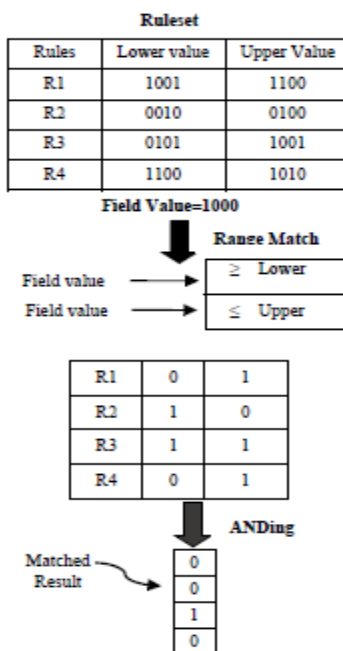 Ruleset
Rules Lower value Upper Value
R1 1001 1100
R2 0010 0100
R3 0101 1001
R4 1100 1010
Field Value=1000
Range Match
≥ Lower
Field value
Field value
≤ Upper
R1 0 1
R2 1 0
R3 1 1
R4 0 1
ANDing
Matched
Result
0
0
1
0